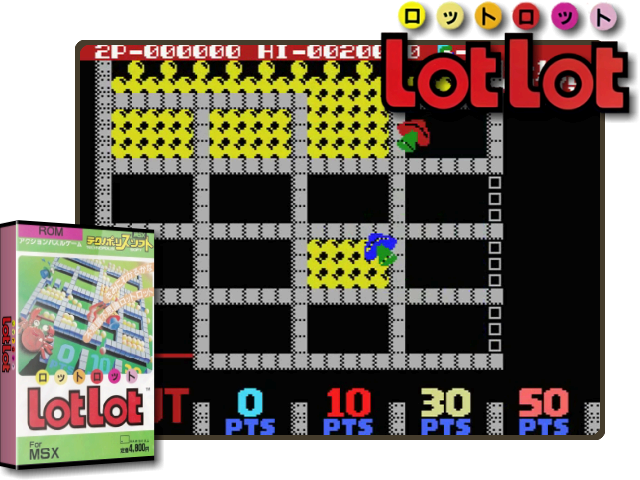 ロットロット
LotLot
2P-000000 HI-0020
0 PTS
10 PTS
30 PTS
50 PTS
ROM
アクションパズルゲーム
テクノポリスソフト
ロットロット
LotLot
LotLot
For
MSX
定価4,800円